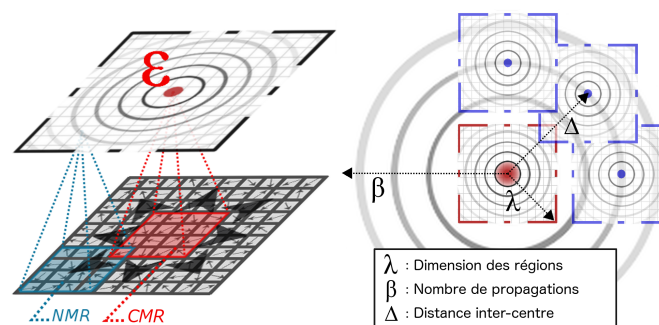 ε
NMR
CMR
Δ
β
λ
λ : Dimension des régions
β : Nombre de propagations
Δ : Distance inter-centre